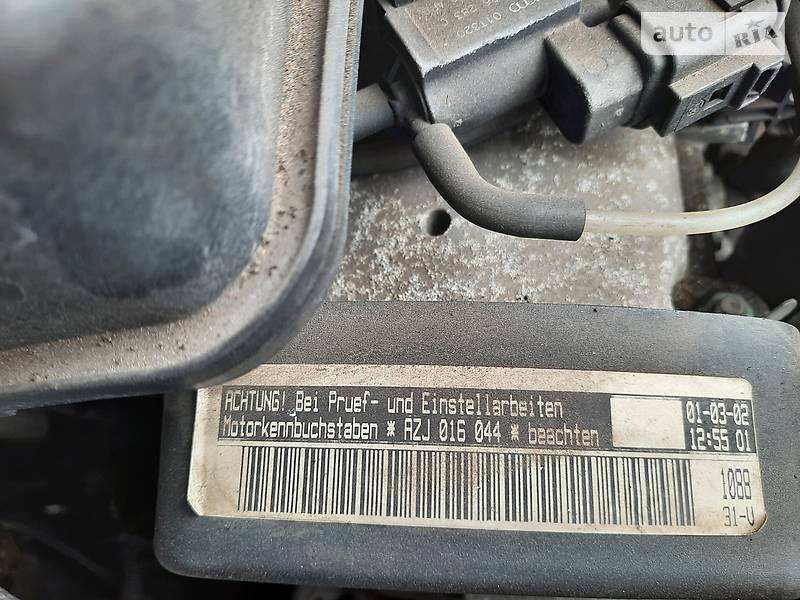 auto RIA
ACHTUNG! Bei Pruef- und Einstellarbeiten
Motorkennbuchstaben * AZJ 016 044 * beachten
01-03-02
12:55 01
1088
31-V